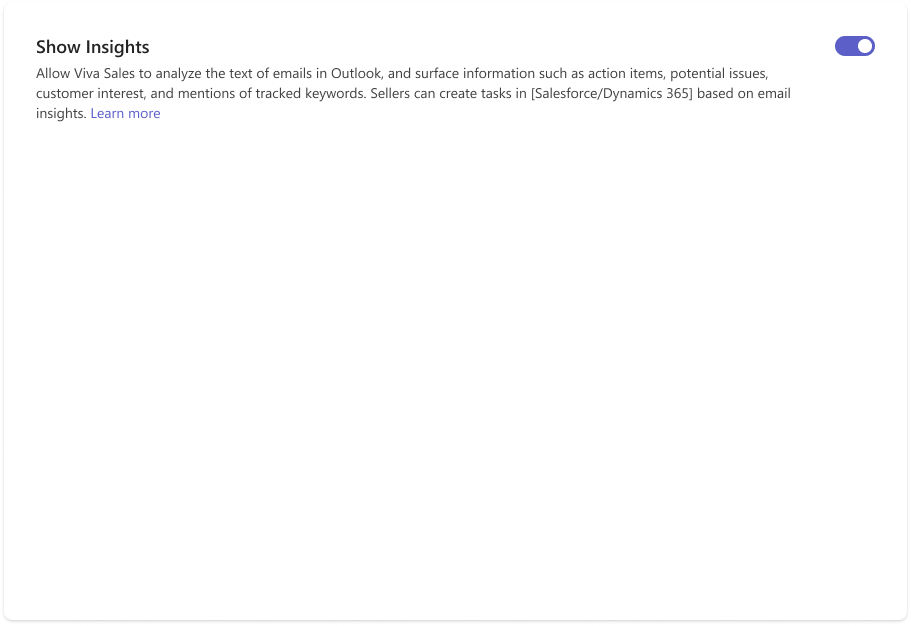 Show Insights
Allow Viva Sales to analyze the text of emails in Outlook, and surface information such as action items, potential issues,
customer interest, and mentions of tracked keywords. Sellers can create tasks in [Salesforce/Dynamics 365] based on email
insights. Learn more